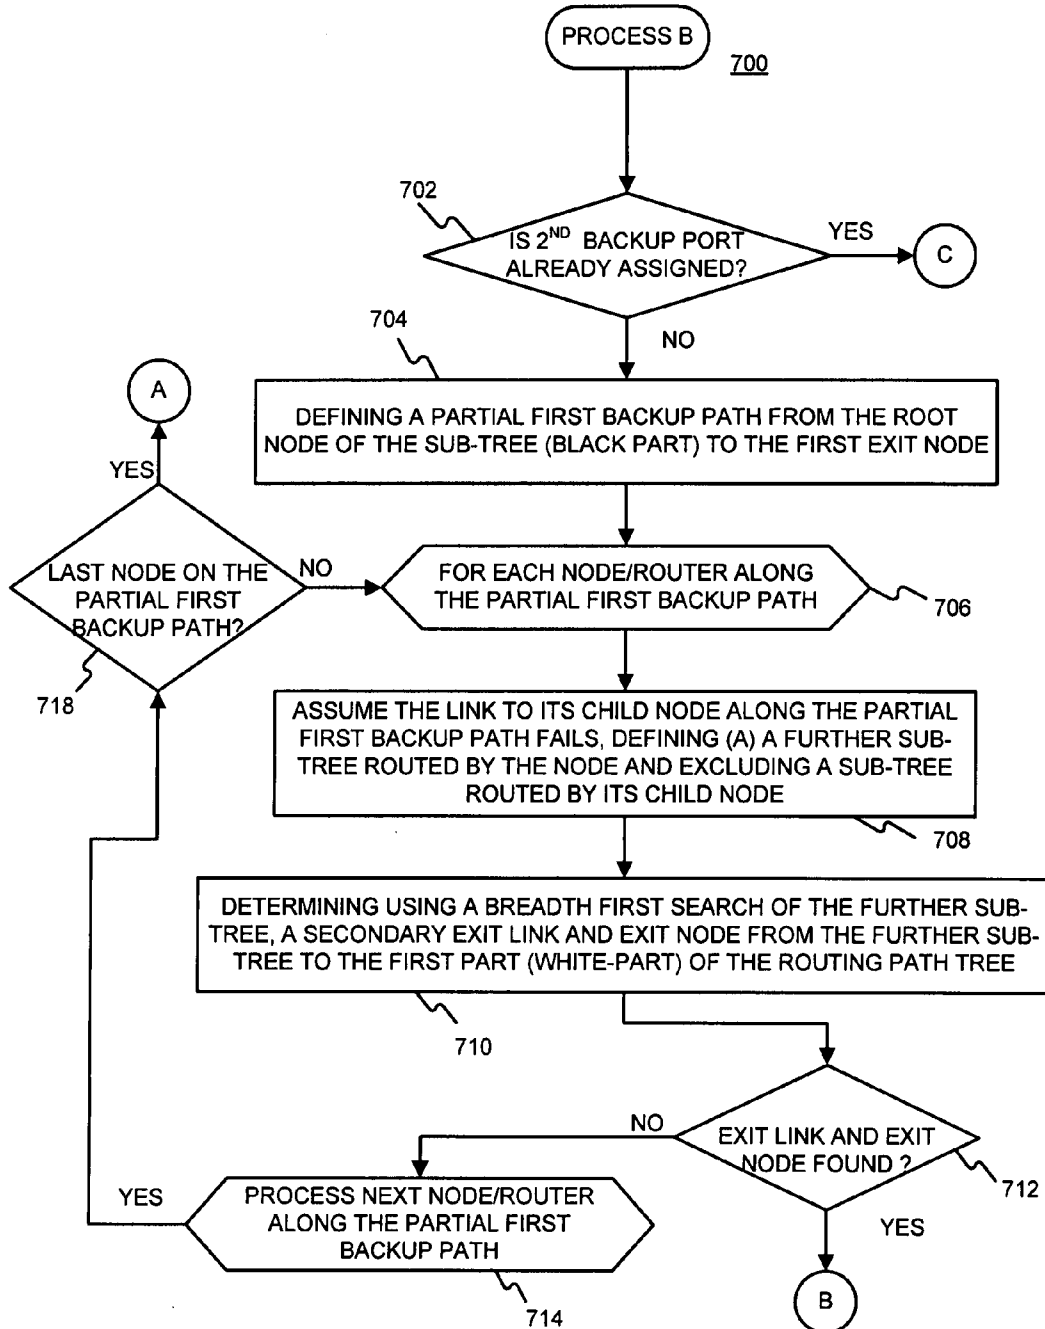 PROCESS B
700
702
IS 2ND BACKUP PORT
ALREADY ASSIGNED?
YES
C
NO
704
DEFINING A PARTIAL FIRST BACKUP PATH FROM THE ROOT
NODE OF THE SUB-TREE (BLACK PART) TO THE FIRST EXIT NODE
A
YES
LAST NODE ON THE
PARTIAL FIRST
BACKUP PATH?
718
NO
FOR EACH NODE/ROUTER ALONG
THE PARTIAL FIRST BACKUP PATH
706
ASSUME THE LINK TO ITS CHILD NODE ALONG THE PARTIAL
FIRST BACKUP PATH FAILS, DEFINING (A) A FURTHER SUB-
TREE ROUTED BY THE NODE AND EXCLUDING A SUB-TREE
ROUTED BY ITS CHILD NODE
708
DETERMINING USING A BREADTH FIRST SEARCH OF THE FURTHER SUB-
TREE, A SECONDARY EXIT LINK AND EXIT NODE FROM THE FURTHER SUB-
TREE TO THE FIRST PART (WHITE-PART) OF THE ROUTING PATH TREE
710
NO
EXIT LINK AND EXIT
NODE FOUND ?
712
YES
YES
PROCESS NEXT NODE/ROUTER
ALONG THE PARTIAL FIRST
BACKUP PATH
714
B